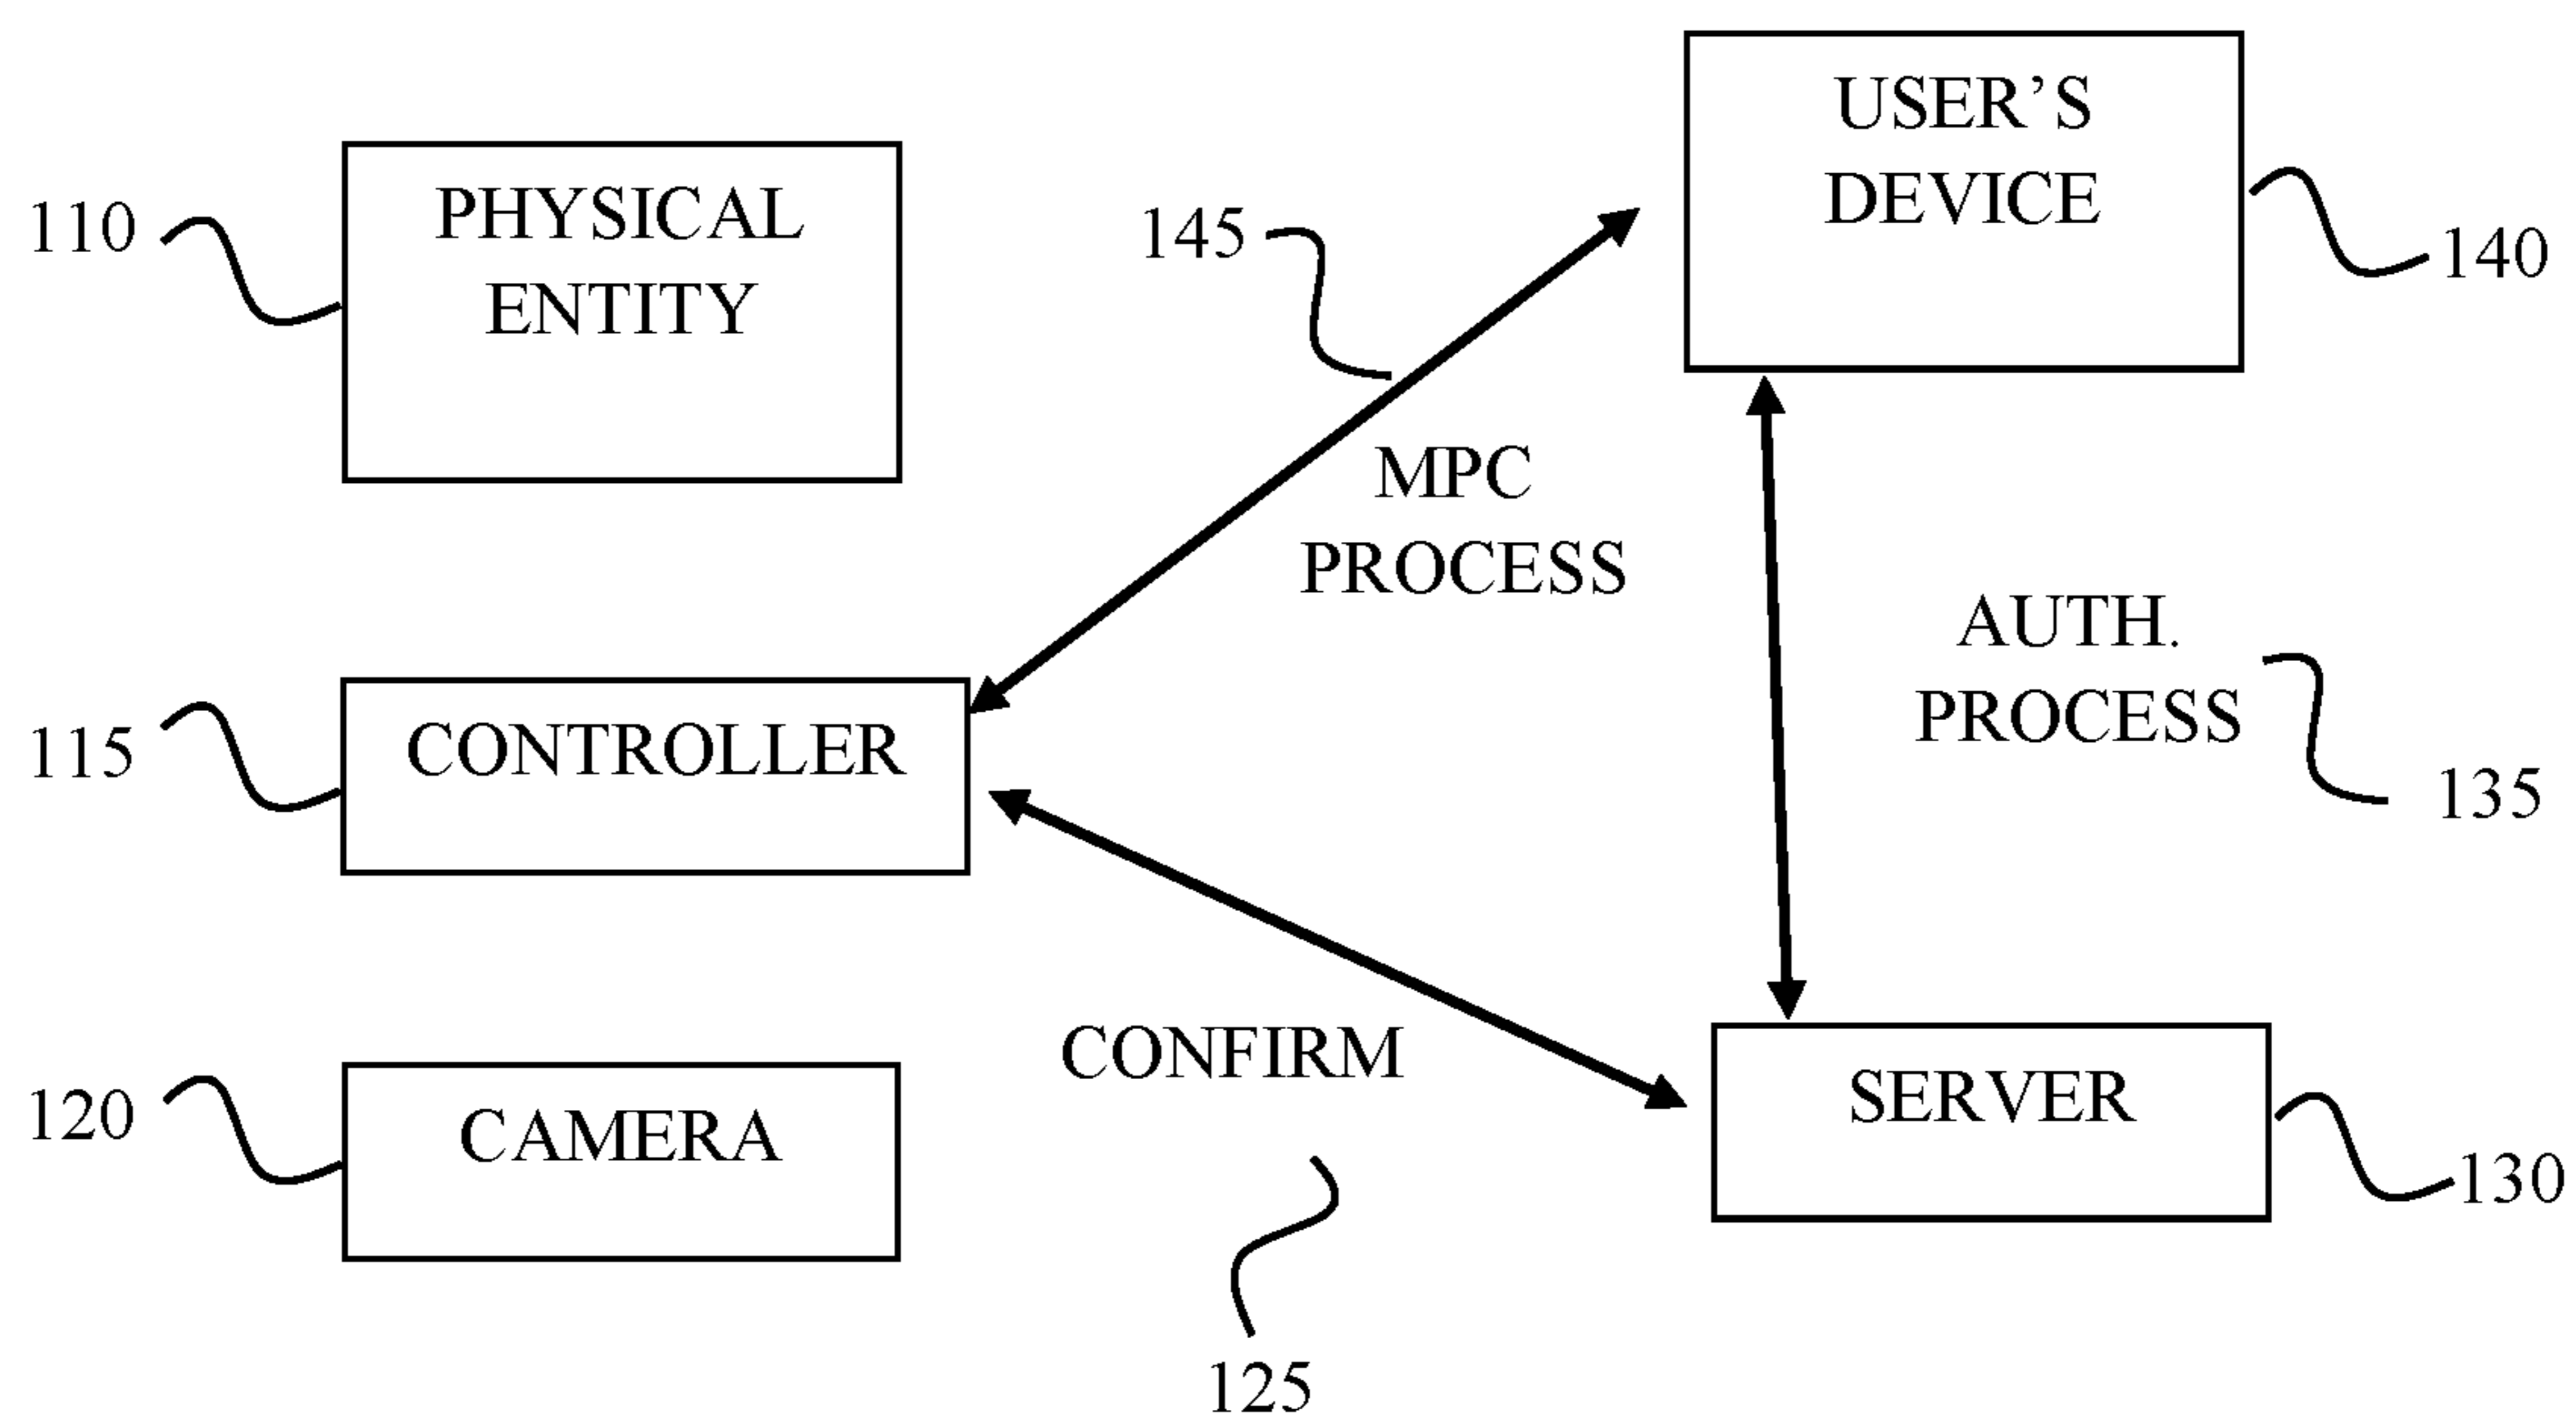 110
PHYSICAL
ENTITY
145
USER’S
DEVICE
140
MPC
PROCESS
115
CONTROLLER
AUTH.
PROCESS
135
120
CAMERA
CONFIRM
125
SERVER
130